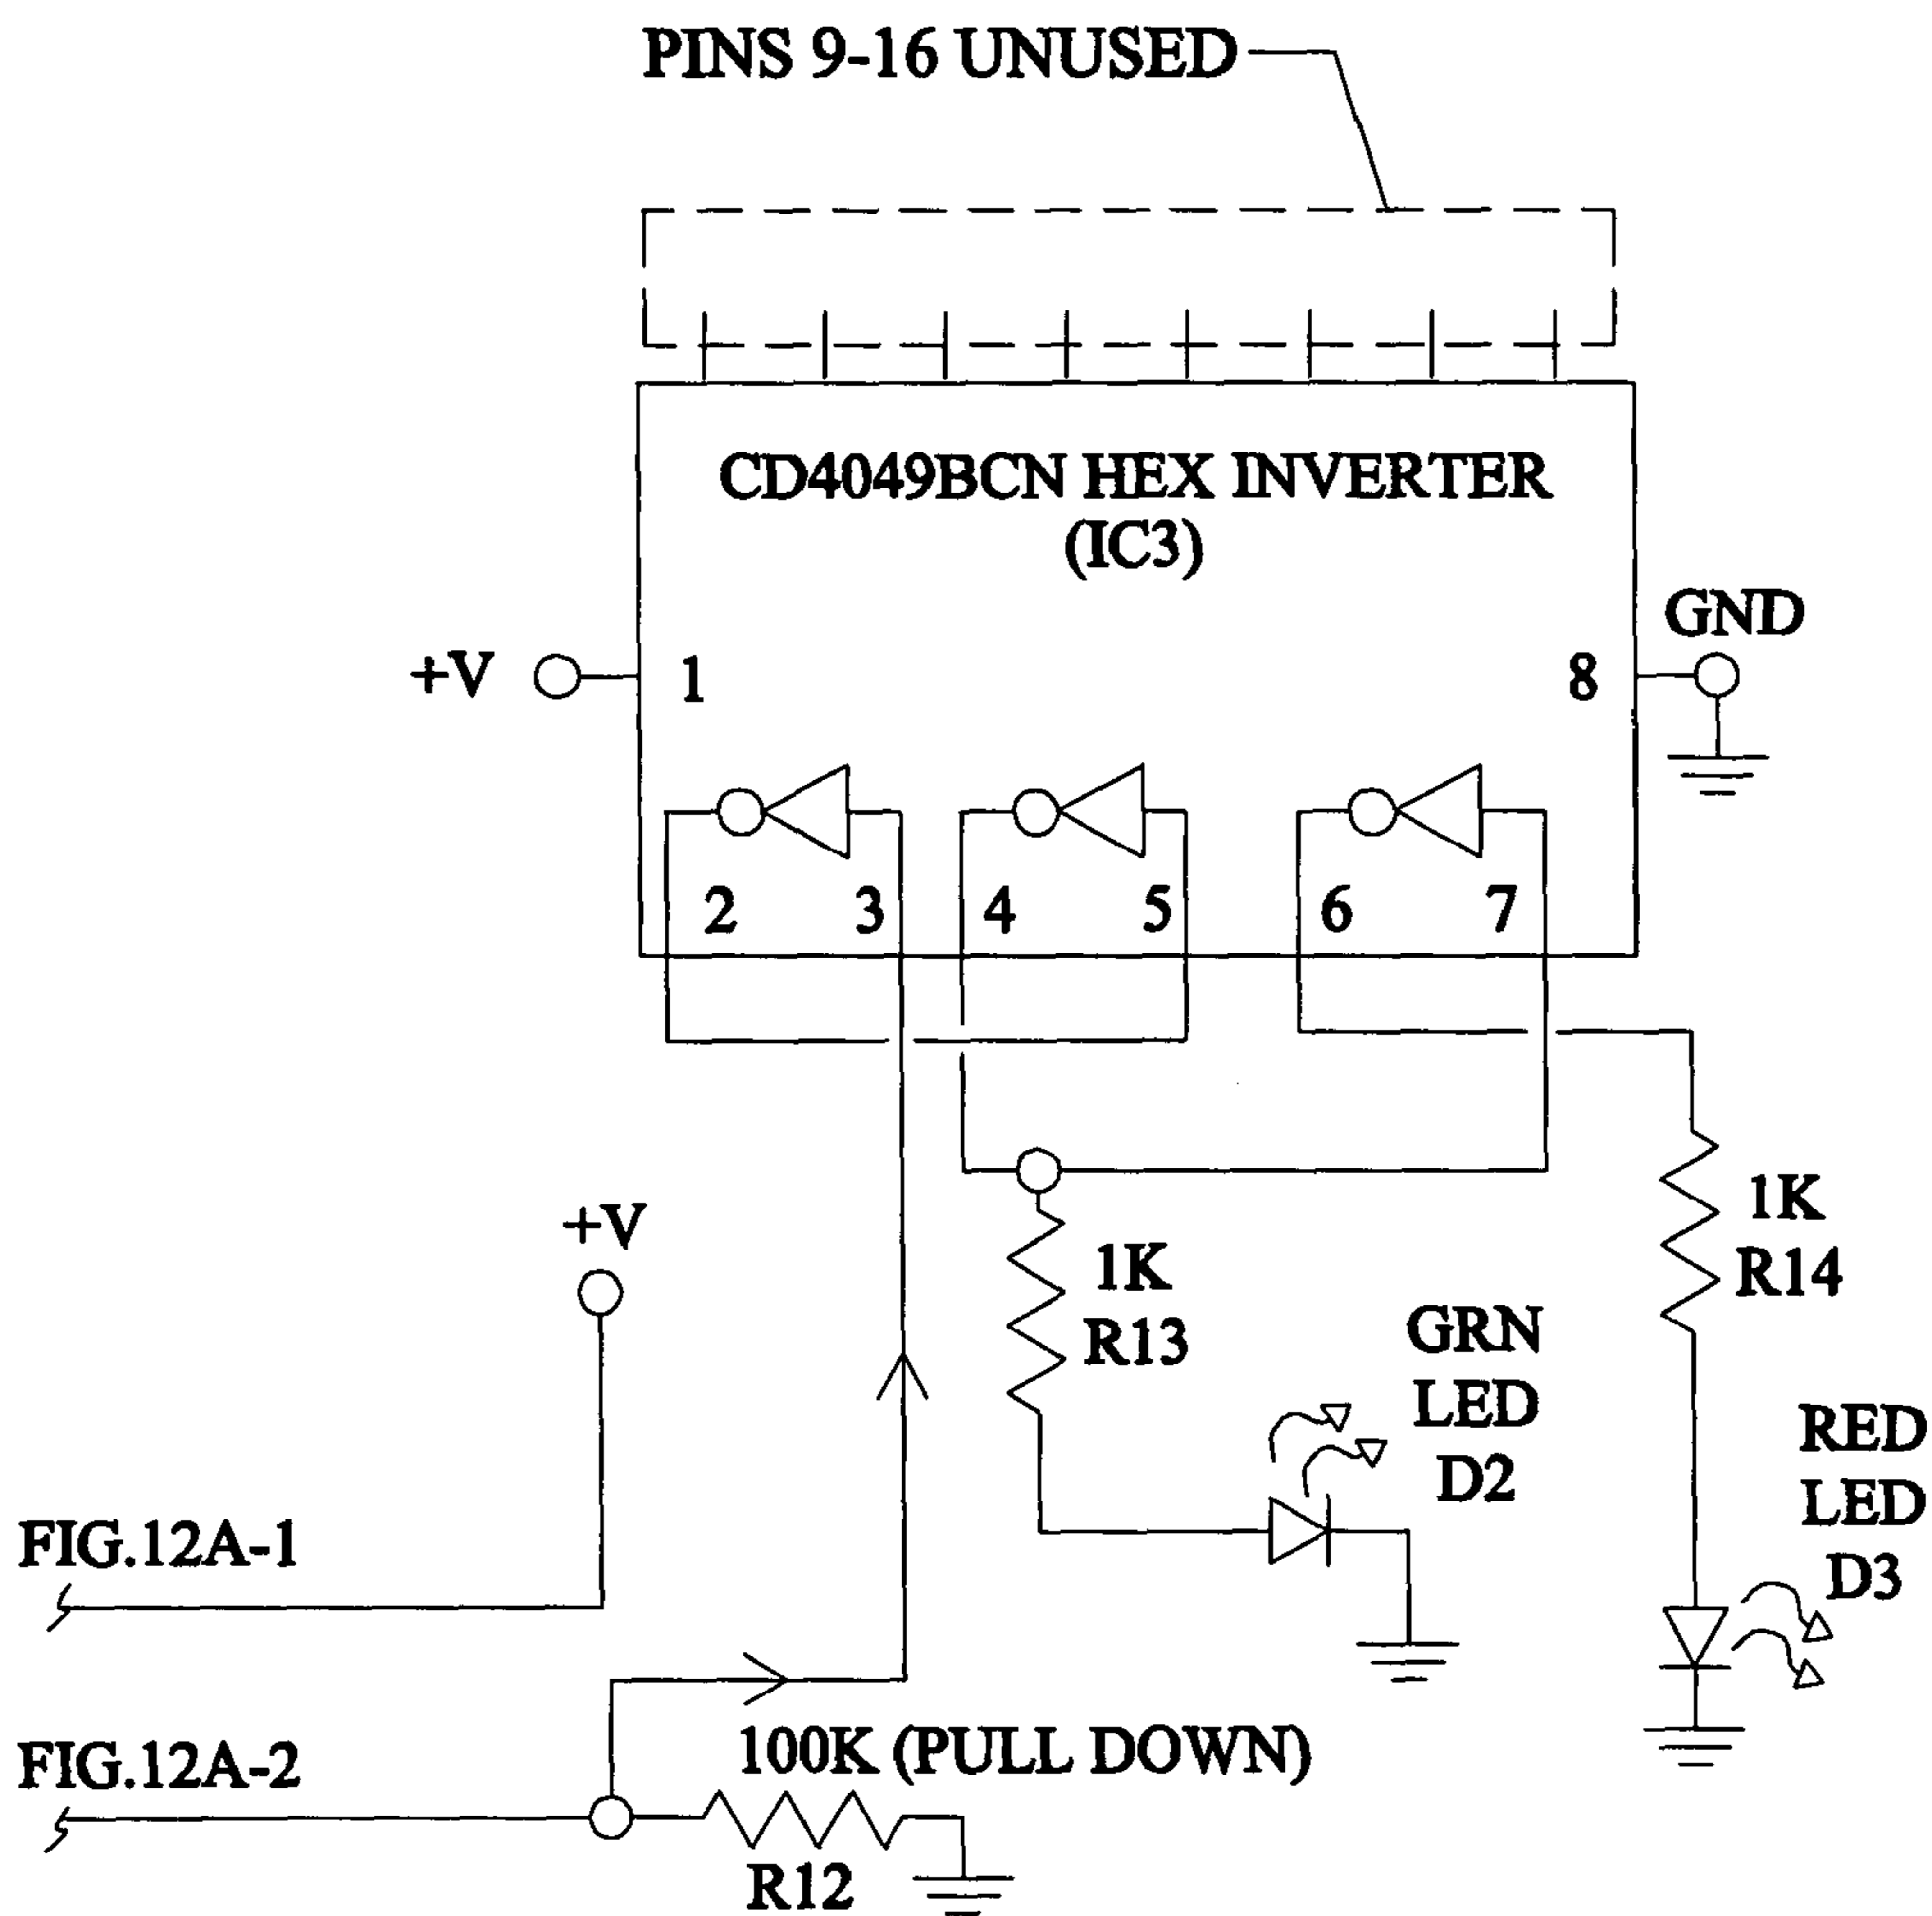 PINS 9-16 UNUSED
CD4049BCN HEX INVERTER
(IC3)
GND
+V
1
8
2
3
4
5
6
7
+V
1K
R13
1K
R14
GRN
LED
D2
RED
LED
D3
FIG.12A-1
FIG.12A-2
100K (PULL DOWN)
R12